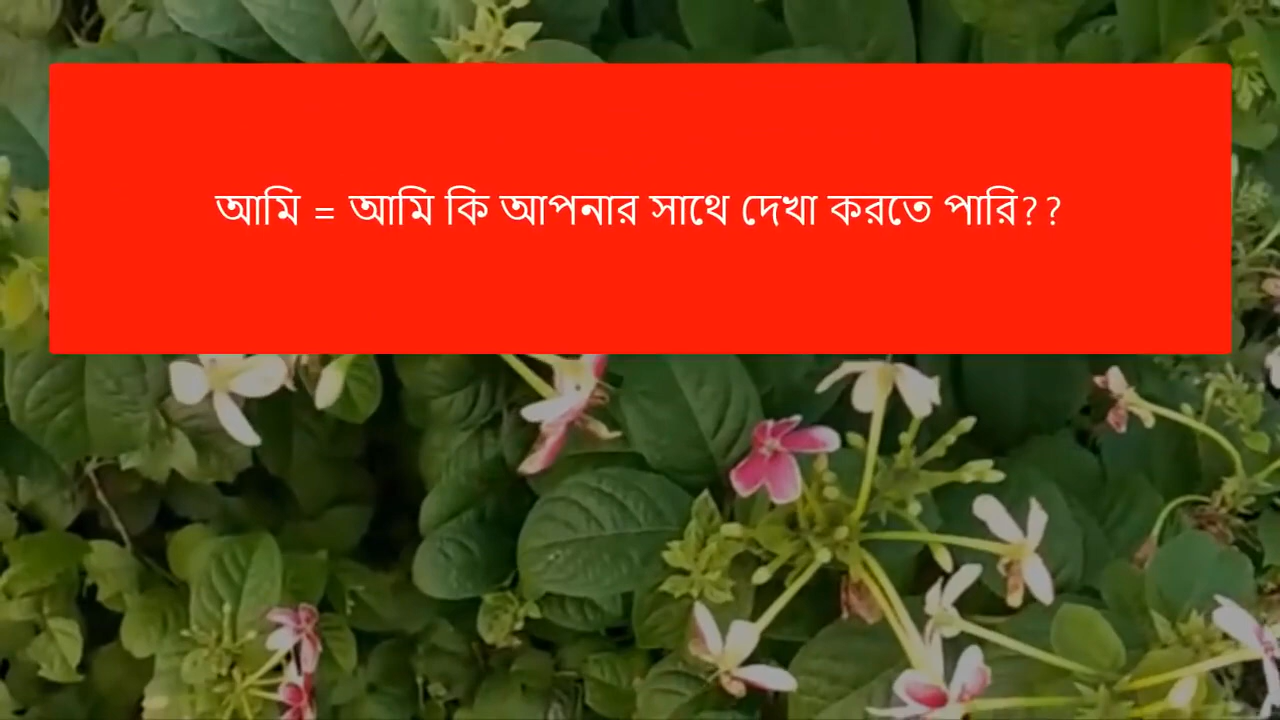 আমি = আমি কি আপনার সাথে দেখা করতে পারি??